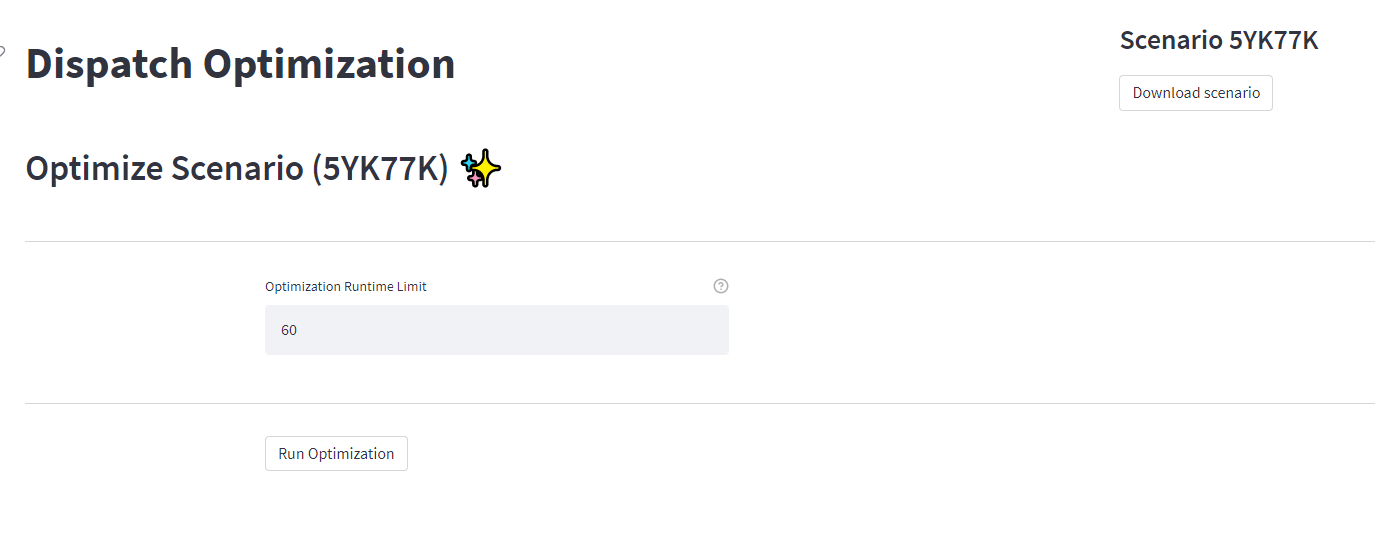 Dispatch Optimization
Scenario 5YK77K
Download scenario
Optimize Scenario (5YK77K) ✨
Optimization Runtime Limit
60
Run Optimization